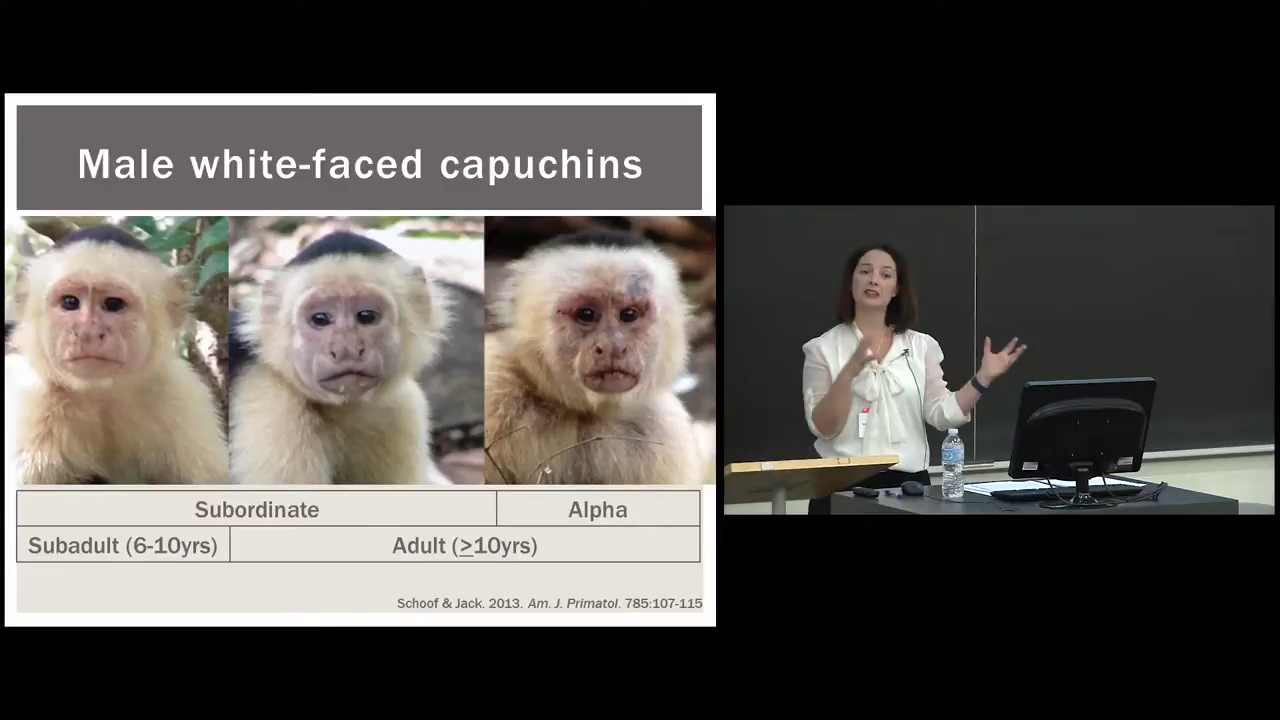 Male white-faced capuchins
Subordinate
Alpha
Subadult (6-10yrs)
Adult (≥10yrs)
Schoof & Jack. 2013. Am. J. Primatol. 785:107-115